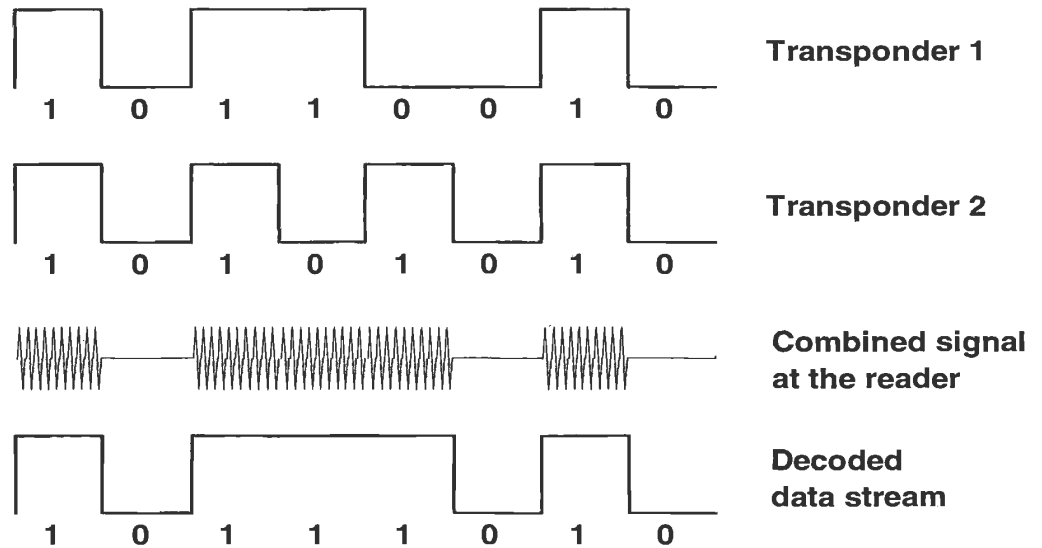 Transponder 1
1 0 1 1 0 0 1 0
Transponder 2
1 0 1 0 1 0 1 0
Combined signal
at the reader
Decoded
data stream
1 0 1 1 1 0 1 0